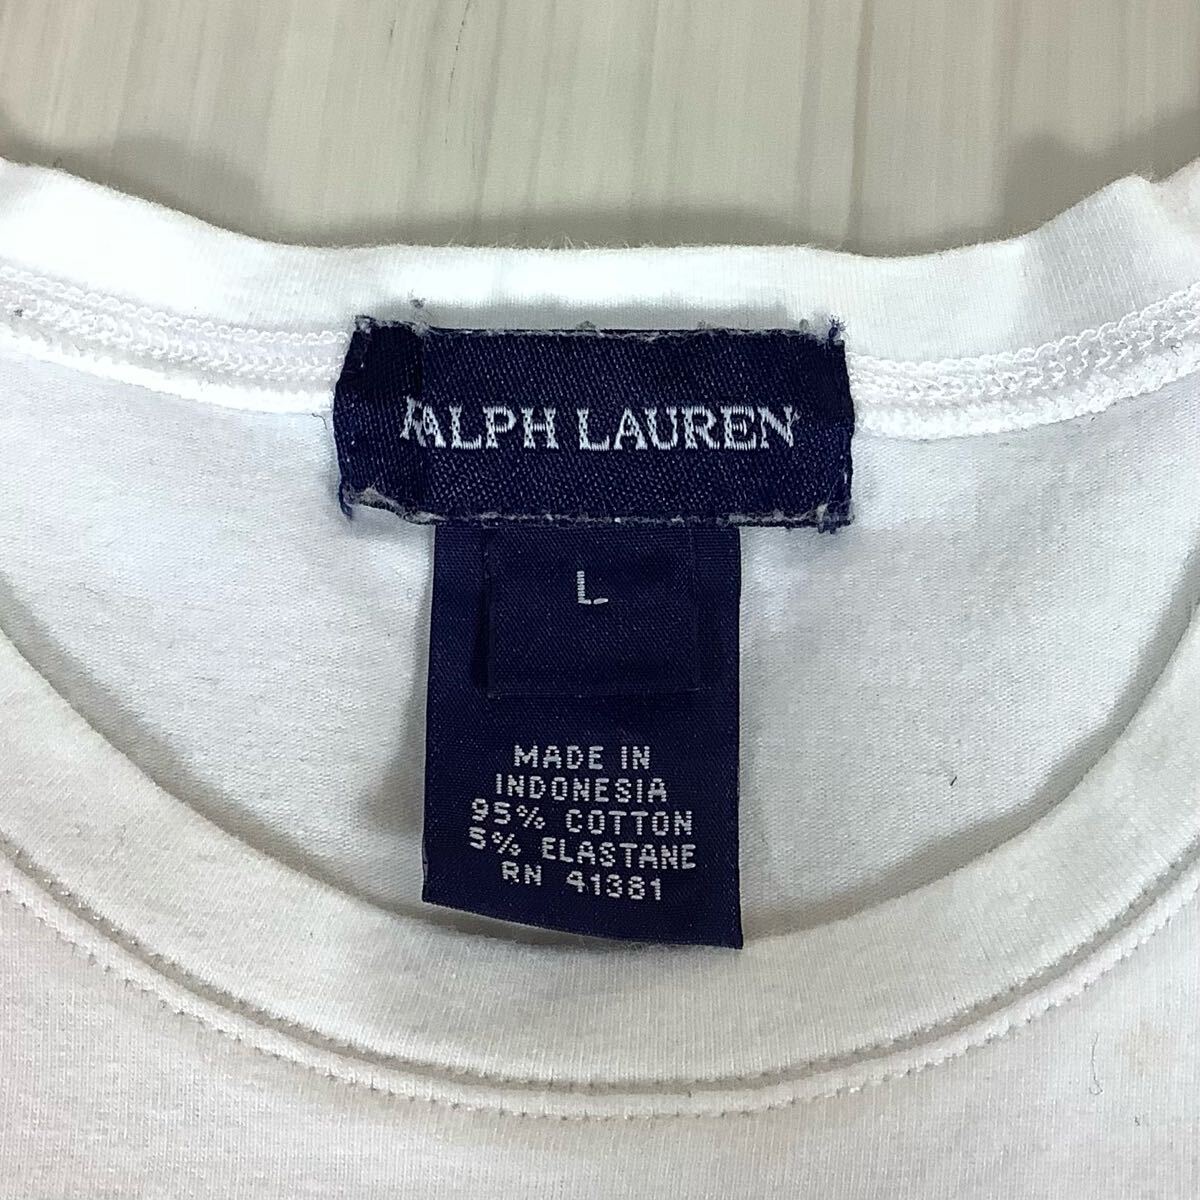 RALPH LAUREN
L
MADE IN
INDONESIA
95% COTTON
5% ELASTANE
RN 41381